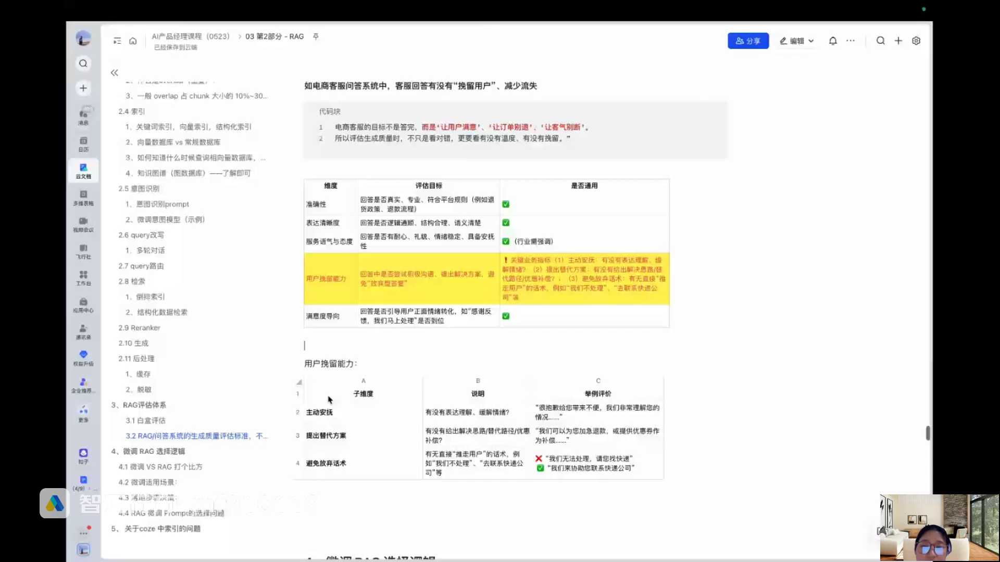 AI产品经理课程（0523） > 03 第2部分 - RAG
已经保存到云端
分享
编辑
消息
日历
云文档
多维表格
视频会议
飞行社
工作台
应用中心
通讯录
权益升级
企业推荐...
更多
扣子
(4/9)
3、一般 overlap 占 chunk 大小的 10%~30...
2.4 索引
1、关键词索引，向量索引，结构化索引
2、向量数据库 vs 常规数据库
3、如何知道什么时候查询相向量数据库，...
4、知识图谱（图数据库）——了解即可
2.5 意图识别
1、意图识别prompt
2、微调意图模型（示例）
2.6 query改写
1、多轮对话
2.7 query路由
2.8 检索
1、倒排索引
2、结构化数据检索
2.9 Reranker
2.10 生成
2.11 后处理
1、缓存
2、脱敏
3、RAG评估体系
3.1 白盒评估
3.2 RAG/问答系统的生成质量评估标准，不...
4、微调 RAG 选择逻辑
4.1 微调 VS RAG 打个比方
4.2 微调适用场景：
4.4 RAG 微调 Prompt的选择问题
5、 关于coze 中索引的问题
如电商客服问答系统中，客服回答有没有“挽留用户”、减少流失
代码块
1 电商客服的目标不是答完，而是‘让用户满意’、‘让订单别退’、‘让客气别断’。
2 所以评估生成质量时，不只是看对错，更要看有没有温度、有没有挽留。”
维度 评估目标 是否通用
准确性 回答是否真实、专业、符合平台规则（例如退
货政策、退款流程） ✅
表达清晰度 回答是否逻辑通顺、结构合理、语义清楚 ✅
服务语气与态度 回答是否有耐心、礼貌、情绪稳定、具备安抚
性 ✅（行业需强调）
用户挽留能力 回答中是否尝试积极沟通、提出解决方案，避
免“放弃型答复”
❗关键业务指标（1）主动安抚：有没有表达理解、缓
解情绪？（2）提出替代方案：有没有给出解决思路/替
代路径/优惠补偿？；（3）避免放弃话术：有无直接“推
走用户”的话术，例如“我们不处理”、“去联系快递公
司”等
满意度导向 回答是否引导用户正面情绪转化，如“感谢反
馈，我们马上处理”是否到位 ✅
用户挽留能力：
A B C
1 子维度 说明 举例评价
2 主动安抚 有没有表达理解、缓解情绪？ “很抱歉给您带来不便，我们非常理解您的
情况……”
3 提出替代方案 有没有给出解决思路/替代路径/优惠
补偿？ “我们可以为您加急退款，或提供优惠券作
为补偿……”
4 避免放弃话术 有无直接“推走用户”的话术，例
如“我们不处理”、“去联系快递公
司”等
❌ “我们无法处理，请您找快递”
✅ “我们来协助您联系快递公司”